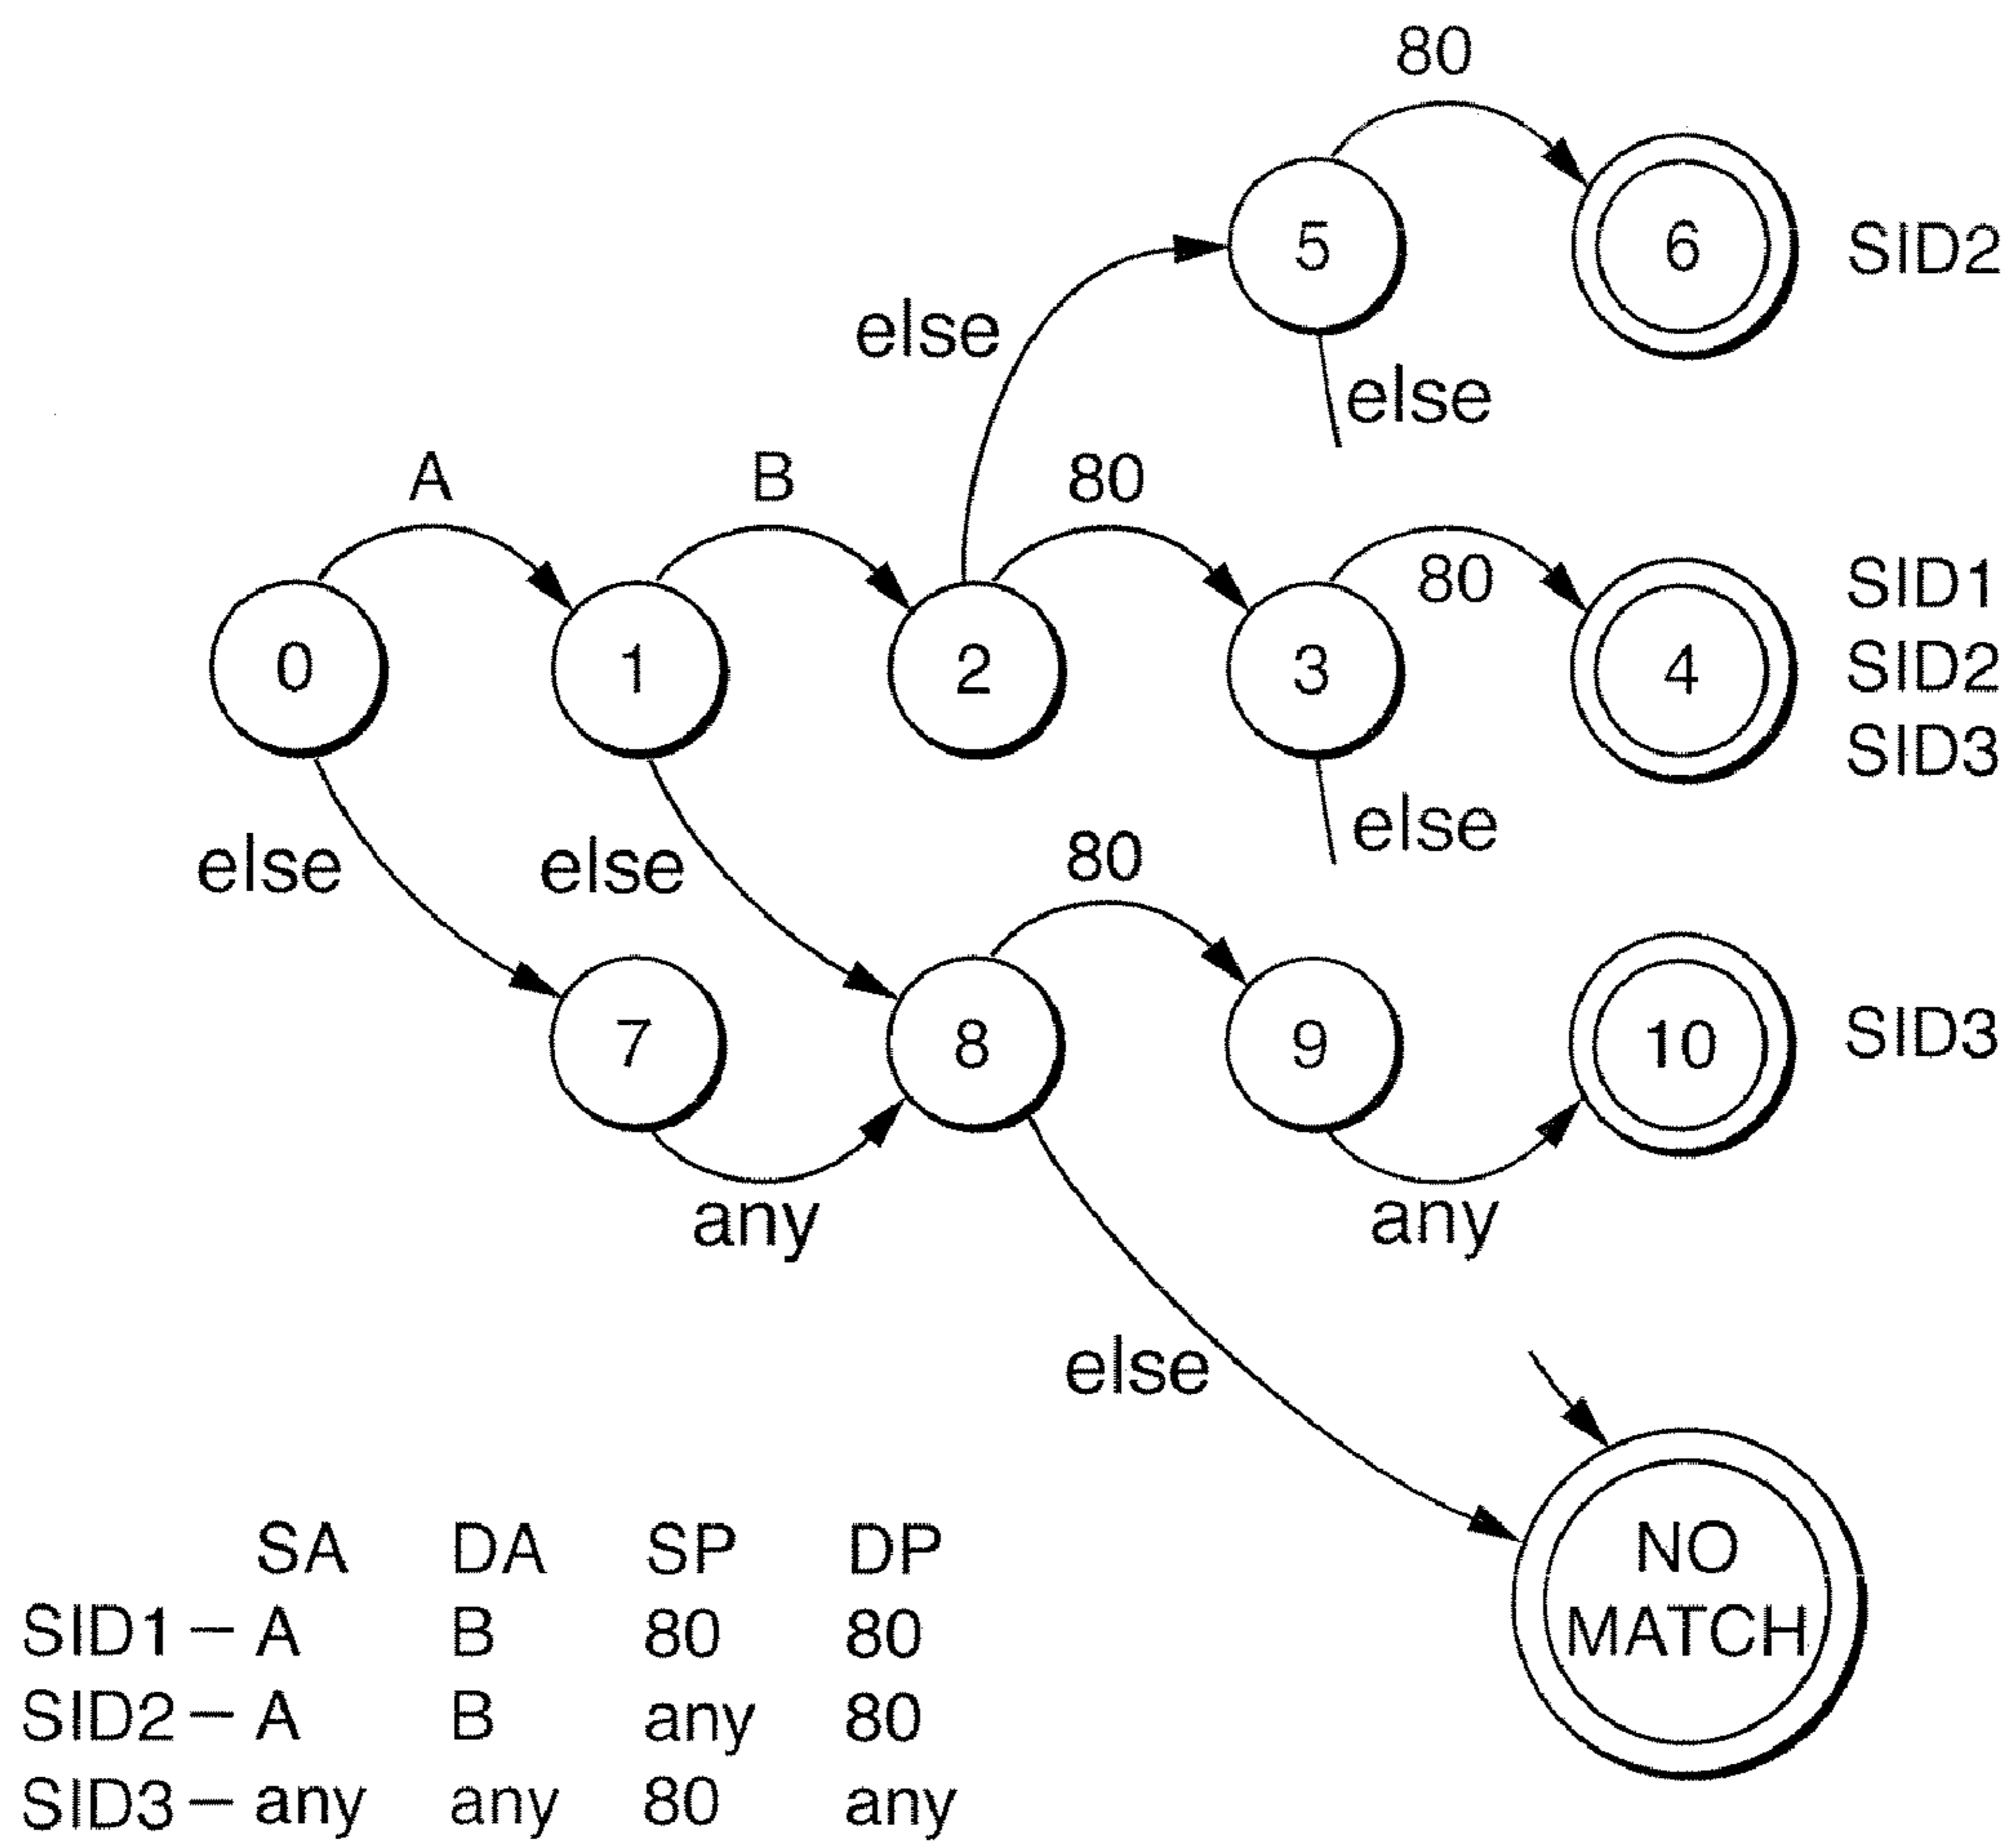 80
5
6
SID2
else
else
A
B
80
80
SID1
0
1
2
3
4
SID2
SID3
else
else
80
else
7
8
9
10
SID3
any
any
else
NO
MATCH
SA DA SP DP
SID1 – A B 80 80
SID2 – A B any 80
SID3 – any any 80 any